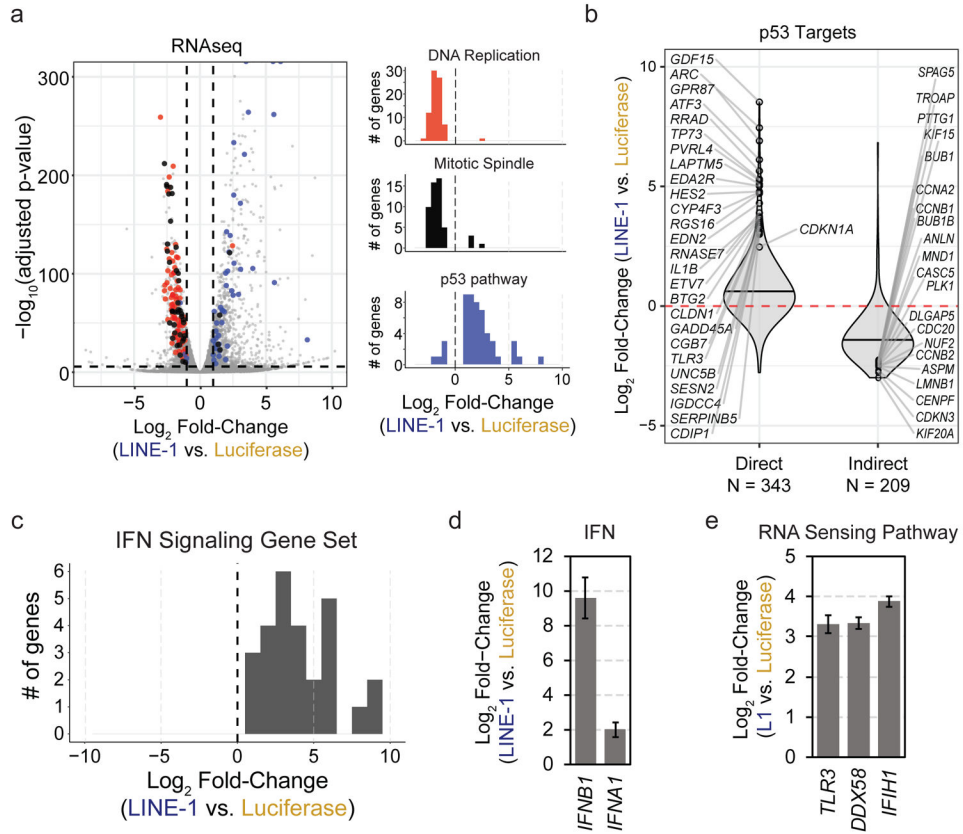 a
RNAseq
−log10(adjusted p-value)
300
200
100
0
−5
0
5
10
Log2 Fold-Change
(LINE-1 vs. Luciferase)
DNA Replication
# of genes
30
20
10
0
Mitotic Spindle
# of genes
15
10
5
0
p53 pathway
# of genes
8
6
4
2
0
−5
0
5
10
Log2 Fold-Change
(LINE-1 vs. Luciferase)
b
p53 Targets
Log2 Fold-Change (LINE-1 vs. Luciferase)
10
5
0
−5
GDF15
ARC
GPR87
ATF3
RRAD
TP73
PVRL4
LAPTM5
EDA2R
HES2
CYP4F3
RGS16
EDN2
RNASE7
IL1B
ETV7
BTG2
CLDN1
GADD45A
CGB7
TLR3
UNC5B
SESN2
IGDCC4
SERPINB5
CDIP1
CDKN1A
SPAG5
TROAP
PTTG1
KIF15
BUB1
CCNA2
CCNB1
BUB1B
ANLN
MND1
CASC5
PLK1
DLGAP5
CDC20
NUF2
CCNB2
ASPM
LMNB1
CENPF
CDKN3
KIF20A
Direct
N = 343
Indirect
N = 209
c
IFN Signaling Gene Set
# of genes
6
5
4
3
2
1
0
−10
−5
0
5
10
Log2 Fold-Change
(LINE-1 vs. Luciferase)
d
IFN
Log2 Fold−Change
(LINE-1 vs. Luciferase)
12
10
8
6
4
2
0
IFNB1
IFNA1
e
RNA Sensing Pathway
Log2 Fold-Change
(L1 vs. Luciferase)
5
4
3
2
1
0
TLR3
DDX58
IFIH1